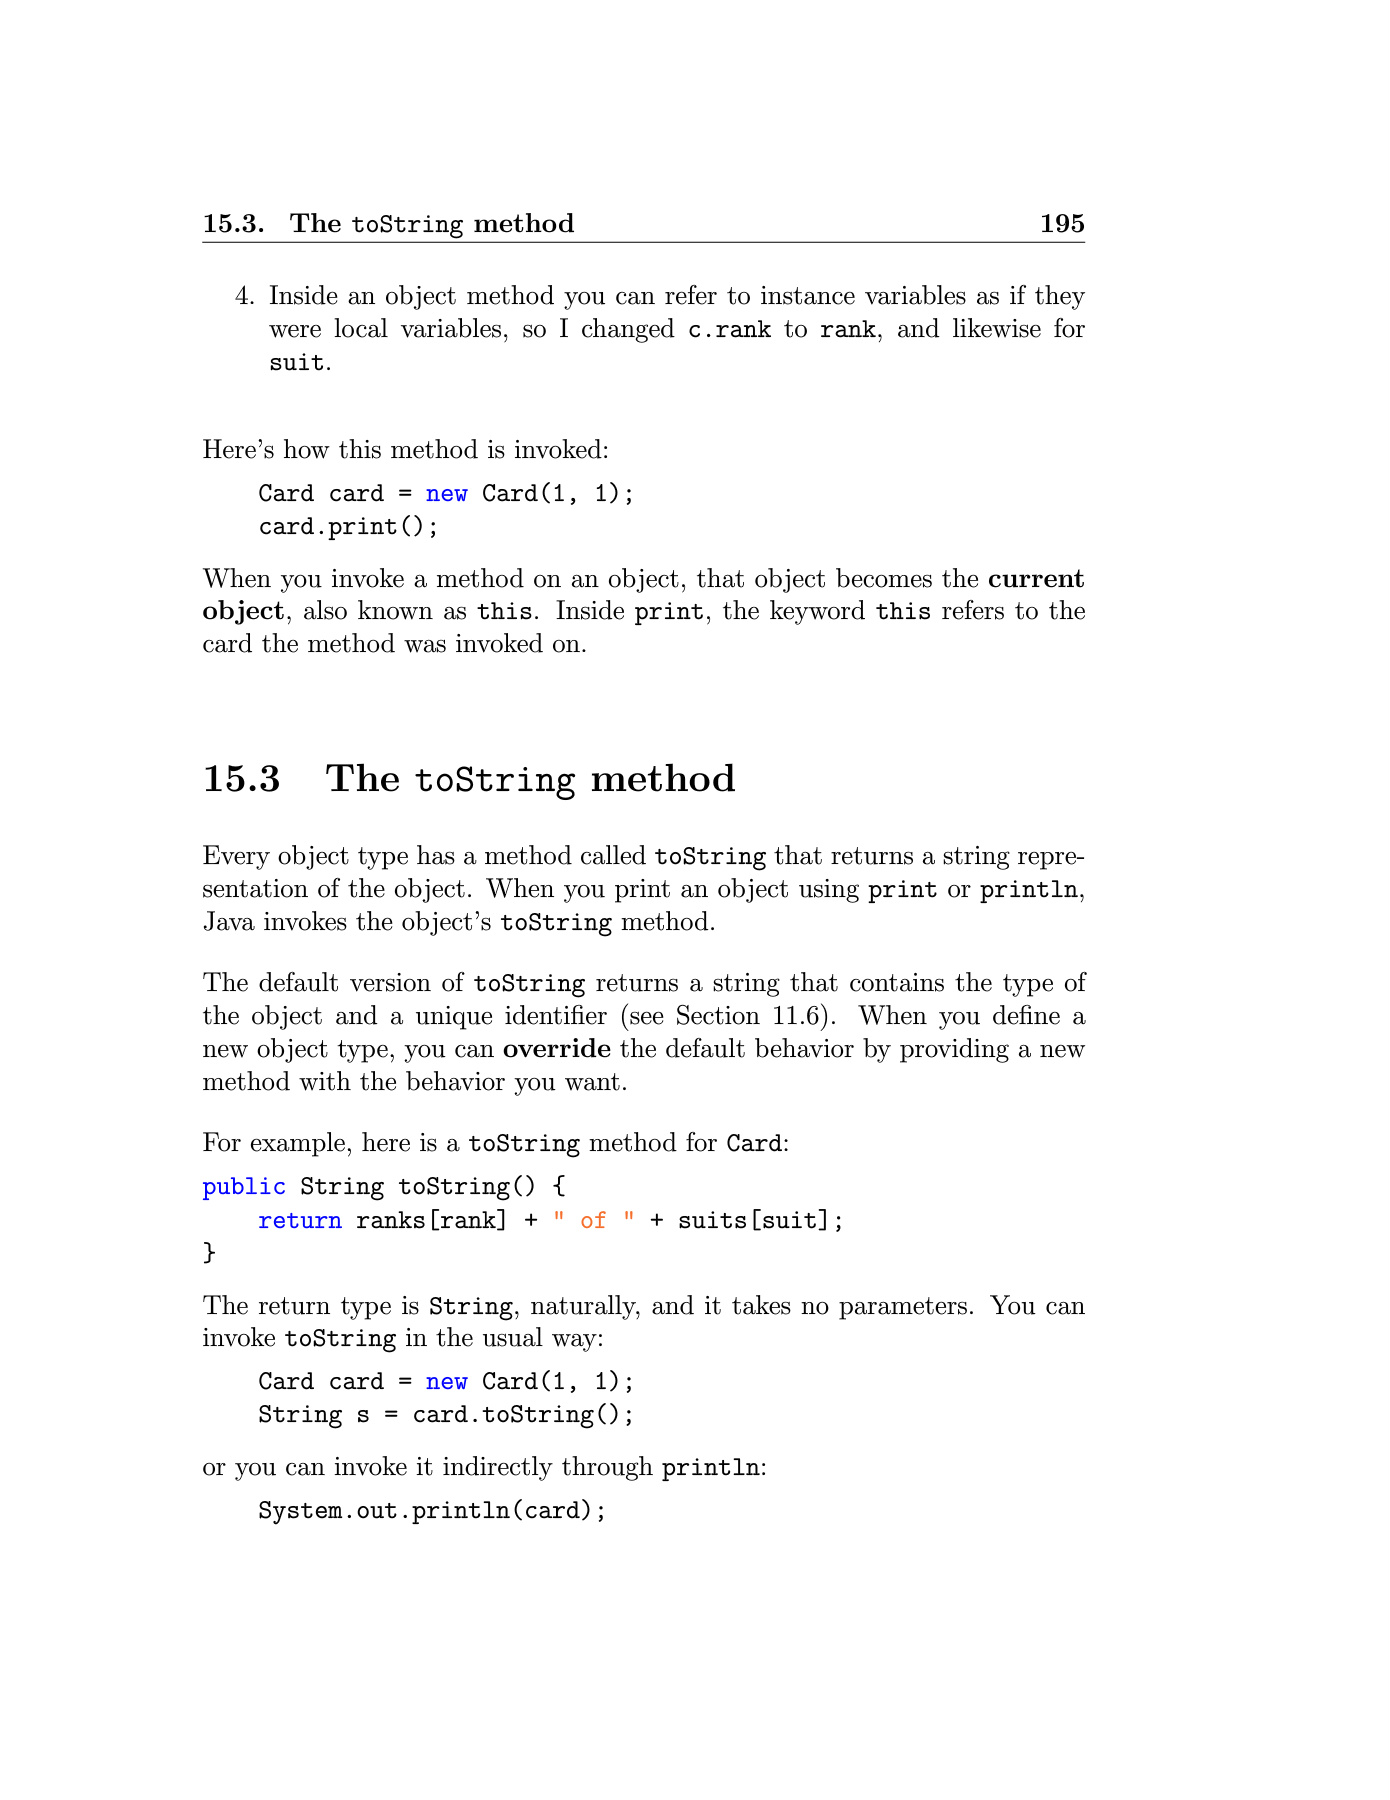 15.3. The toString method 195
4. Inside an object method you can refer to instance variables as if they
were local variables, so I changed c.rank to rank, and likewise for
suit.
Here's how this method is invoked:
Card card = new Card(1, 1);
card.print();
When you invoke a method on an object, that object becomes the current
object, also known as this. Inside print, the keyword this refers to the
card the method was invoked on.
15.3 The toString method
Every object type has a method called toString that returns a string repre-
sentation of the object. When you print an object using print or println,
Java invokes the object's toString method.
The default version of toString returns a string that contains the type of
the object and a unique identifier (see Section 11.6). When you define a
new object type, you can override the default behavior by providing a new
method with the behavior you want.
For example, here is a toString method for Card:
public String toString() {
    return ranks[rank] + " of " + suits[suit];
}
The return type is String, naturally, and it takes no parameters. You can
invoke toString in the usual way:
Card card = new Card(1, 1);
String s = card.toString();
or you can invoke it indirectly through println:
System.out.println(card);